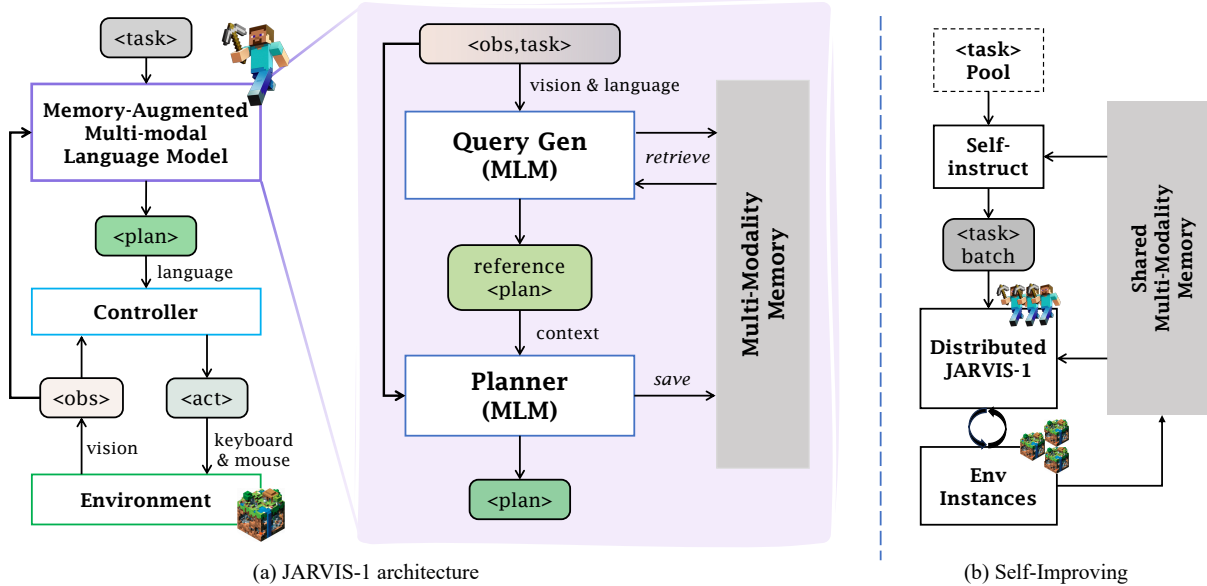 <task>
Memory-Augmented
Multi-modal
Language Model
<plan>
language
Controller
<obs>
<act>
vision
keyboard
& mouse
Environment
<obs,task>
vision & language
Query Gen
(MLM)
retrieve
reference
<plan>
context
Planner
(MLM)
save
<plan>
Multi-Modality
Memory
(a) JARVIS-1 architecture
<task>
Pool
Self-
instruct
<task>
batch
Distributed
JARVIS-1
Env
Instances
Shared
Multi-Modality
Memory
(b) Self-Improving